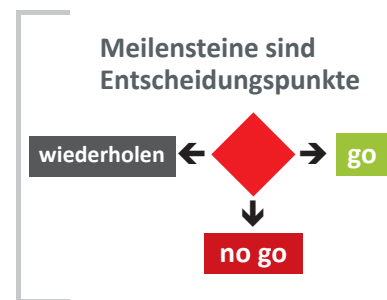 Meilensteine sind
Entscheidungspunkte
wiederholen
go
no go